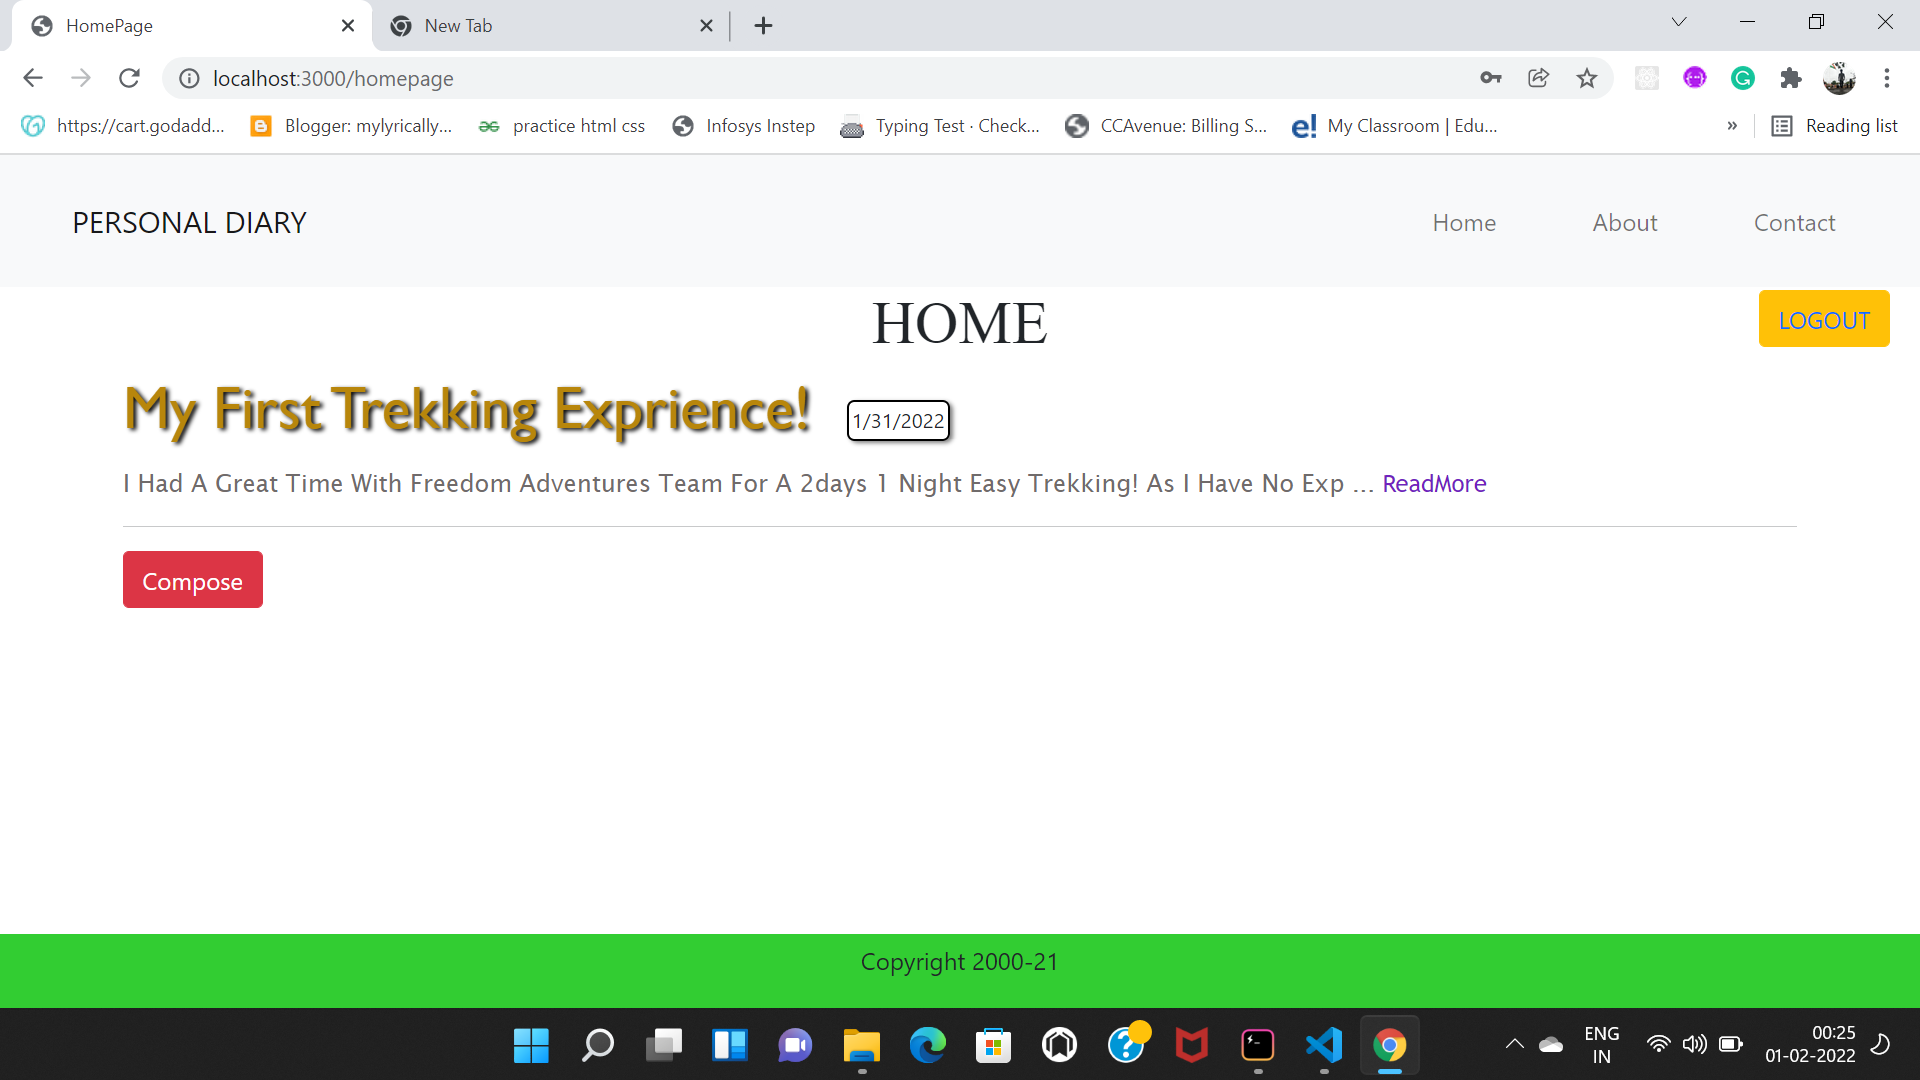 HomePage
New Tab
localhost:3000/homepage
https://cart.godadd...
Blogger: mylyrically...
practice html css
Infosys Instep
Typing Test · Check...
CCAvenue: Billing S...
e! My Classroom | Edu...
»
Reading list
PERSONAL DIARY
Home
About
Contact
HOME
LOGOUT
My First Trekking Exprience!
1/31/2022
I Had A Great Time With Freedom Adventures Team For A 2days 1 Night Easy Trekking! As I Have No Exp ... ReadMore
Compose
Copyright 2000-21
ENG
IN
00:25
01-02-2022